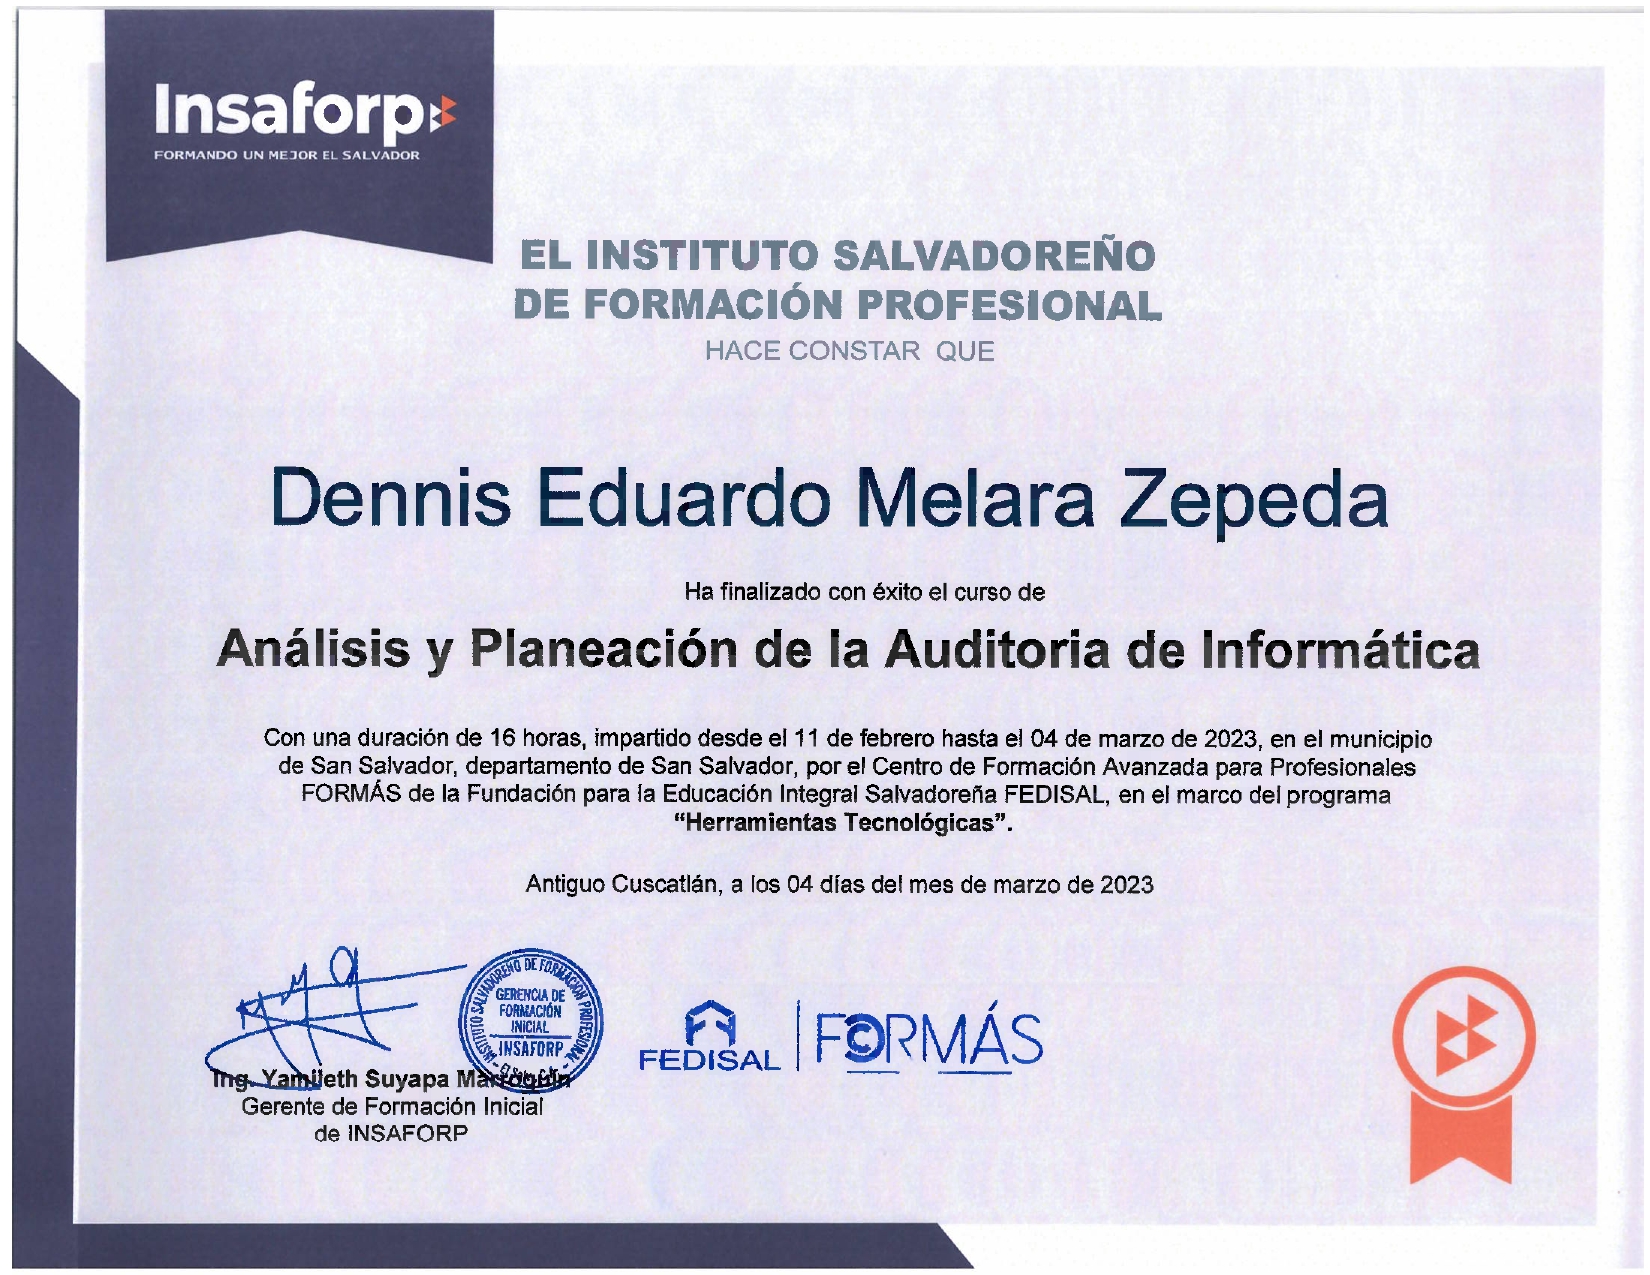 Insaforp
FORMANDO UN MEJOR EL SALVADOR
EL INSTITUTO SALVADOREÑO
DE FORMACIÓN PROFESIONAL
HACE CONSTAR QUE
Dennis Eduardo Melara Zepeda
Ha finalizado con éxito el curso de
Análisis y Planeación de la Auditoria de Informática
Con una duración de 16 horas, impartido desde el 11 de febrero hasta el 04 de marzo de 2023, en el municipio
de San Salvador, departamento de San Salvador, por el Centro de Formación Avanzada para Profesionales
FORMÁS de la Fundación para la Educación Integral Salvadoreña FEDISAL, en el marco del programa
“Herramientas Tecnológicas”.
Antiguo Cuscatlán, a los 04 días del mes de marzo de 2023
INSTITUTO SALVADOREÑO DE FORMACIÓN PROFESIONAL
GERENCIA DE
FORMACIÓN
INICIAL
INSAFORP
FEDISAL
FORMÁS
Ing. Yamileth Suyapa Marroquín
Gerente de Formación Inicial
de INSAFORP